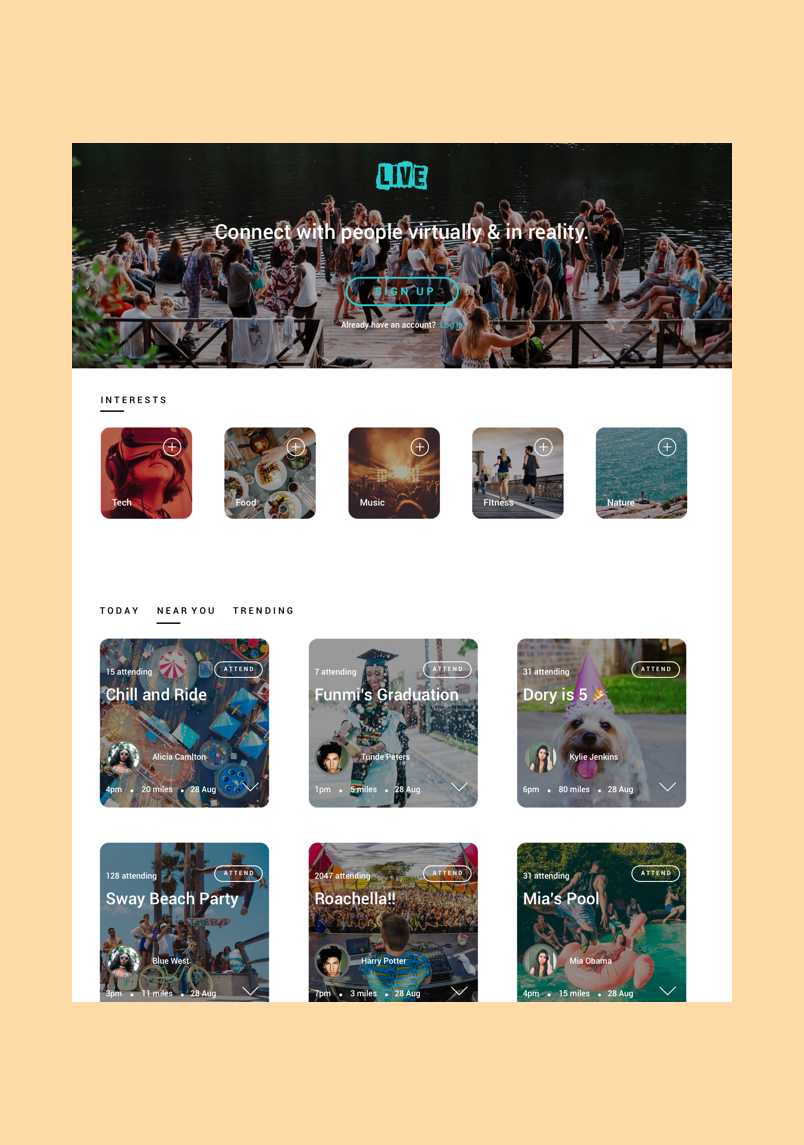 LIVE
Connect with people virtually & in reality.
SIGN UP
Already have an account? Log In
INTERESTS
Tech
Food
Music
FItness
Nature
TODAY NEAR YOU TRENDING
15 attending ATTEND
Chill and Ride
Alicia Camlton
4pm • 20 miles • 28 Aug
7 attending ATTEND
Funmi's Graduation
Tunde Peters
1pm • 5 miles • 28 Aug
31 attending ATTEND
Dory is 5 🎉
Kylie Jenkins
6pm • 80 miles • 28 Aug
128 attending ATTEND
Sway Beach Party
Blue West
3pm • 11 miles • 28 Aug
2047 attending ATTEND
Roachella!!
Harry Potter
7pm • 3 miles • 28 Aug
31 attending ATTEND
Mia's Pool
Mia Obama
4pm • 15 miles • 28 Aug